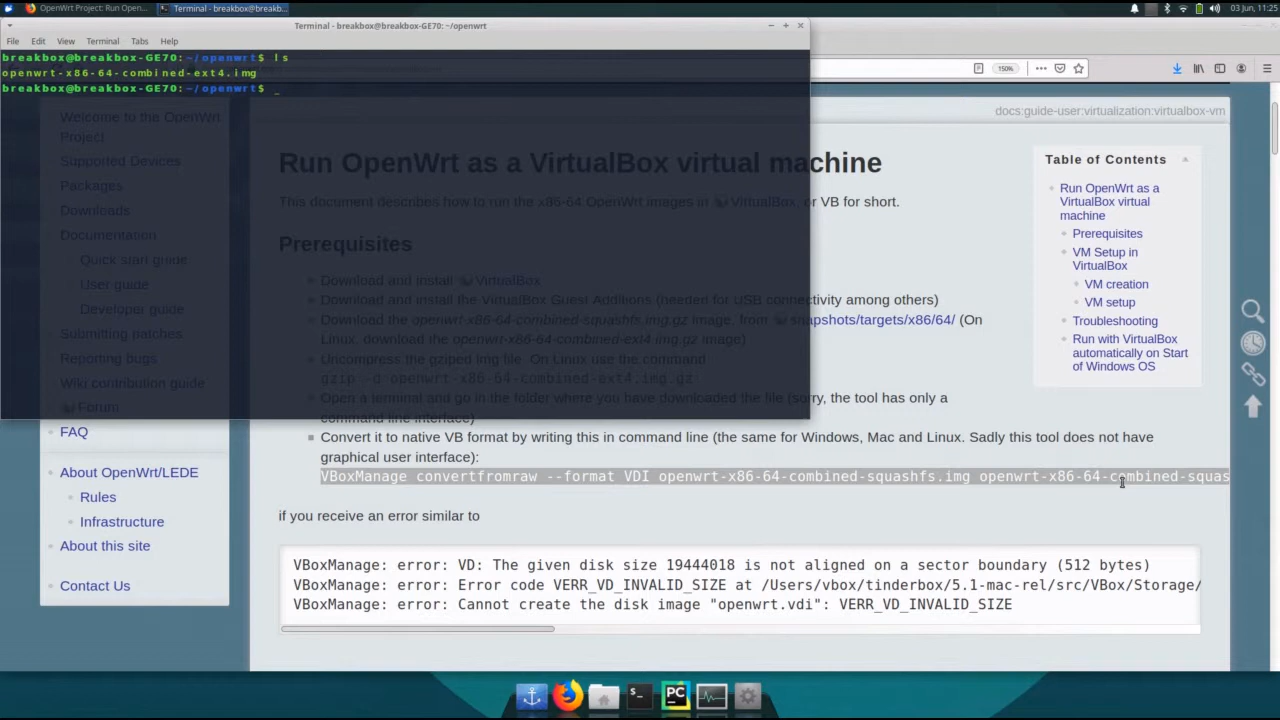 OpenWrt Project: Run Open...
Terminal - breakbox@breakb...
03 Jun, 11:25
Terminal - breakbox@breakbox-GE70: ~/openwrt
File Edit View Terminal Tabs Help
breakbox@breakbox-GE70:~/openwrt$ ls
openwrt-x86-64-combined-ext4.img
breakbox@breakbox-GE70:~/openwrt$ _
150%
docs:guide-user:virtualization:virtualbox-vm
Welcome to the OpenWrt
Project
Supported Devices
Packages
Downloads
Documentation
Quick start guide
User guide
Developer guide
Submitting patches
Reporting bugs
Wiki contribution guide
Forum
FAQ
About OpenWrt/LEDE
Rules
Infrastructure
About this site
Contact Us
Run OpenWrt as a VirtualBox virtual machine
This document describes how to run the x86-64 OpenWrt images in VirtualBox, or VB for short.
Prerequisites
Download and install VirtualBox
Download and install the VirtualBox Guest Additions (needed for USB connectivity among others)
Download the openwrt-x86-64-combined-squashfs.img.gz image, from snapshots/targets/x86/64/ (On
Linux, download the openwrt-x86-64-combined-ext4.img.gz image)
Uncompress the gziped img file. On Linux use the command
gzip -d openwrt-x86-64-combined-ext4.img.gz
Open a terminal and go in the folder where you have downloaded the file (sorry, the tool has only a
command line interface)
Convert it to native VB format by writing this in command line (the same for Windows, Mac and Linux. Sadly this tool does not have
graphical user interface):
VBoxManage convertfromraw --format VDI openwrt-x86-64-combined-squashfs.img openwrt-x86-64-combined-squas
if you receive an error similar to
VBoxManage: error: VD: The given disk size 19444018 is not aligned on a sector boundary (512 bytes)
VBoxManage: error: Error code VERR_VD_INVALID_SIZE at /Users/vbox/tinderbox/5.1-mac-rel/src/VBox/Storage/
VBoxManage: error: Cannot create the disk image "openwrt.vdi": VERR_VD_INVALID_SIZE
Table of Contents
Run OpenWrt as a
VirtualBox virtual
machine
Prerequisites
VM Setup in
VirtualBox
VM creation
VM setup
Troubleshooting
Run with VirtualBox
automatically on Start
of Windows OS
$_
PC